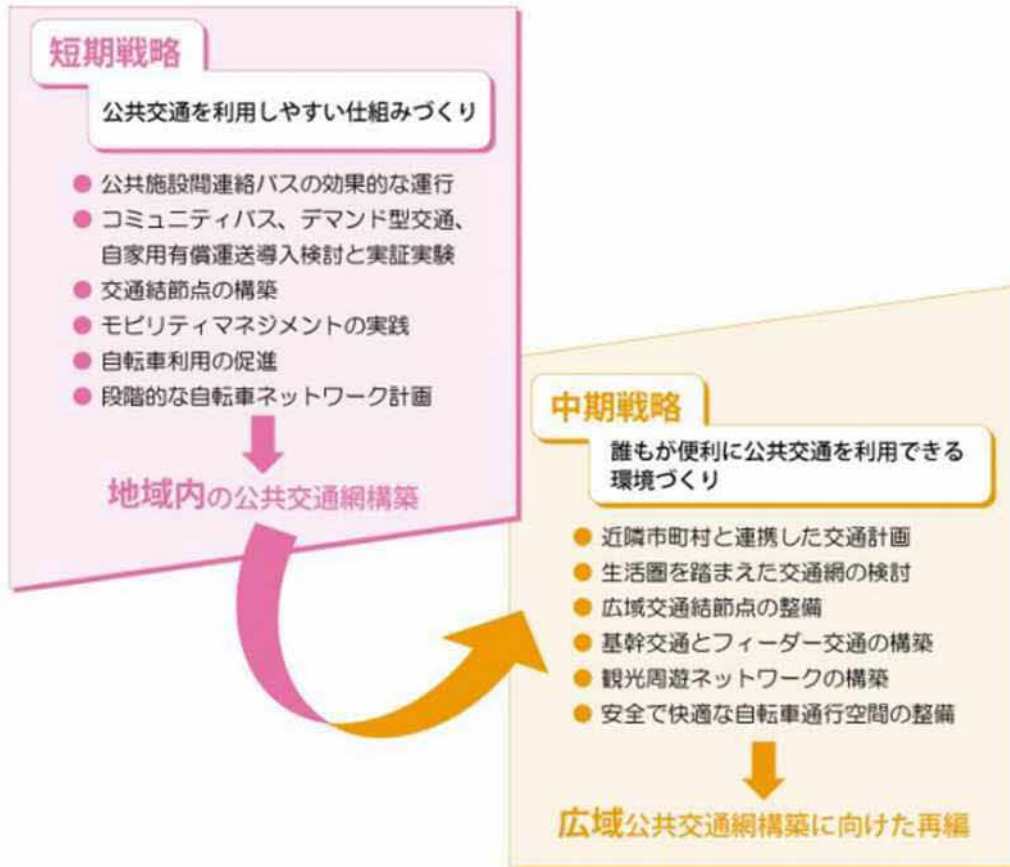 短期戦略
公共交通を利用しやすい仕組みづくり
● 公共施設間連絡バスの効果的な運行
● コミュニティバス、デマンド型交通、
自家用有償運送導入検討と実証実験
● 交通結節点の構築
● モビリティマネジメントの実践
● 自転車利用の促進
● 段階的な自転車ネットワーク計画
地域内の公共交通網構築
中期戦略
誰もが便利に公共交通を利用できる
環境づくり
● 近隣市町村と連携した交通計画
● 生活圏を踏まえた交通網の検討
● 広域交通結節点の整備
● 基幹交通とフィーダー交通の構築
● 観光周遊ネットワークの構築
● 安全で快適な自転車通行空間の整備
広域公共交通網構築に向けた再編